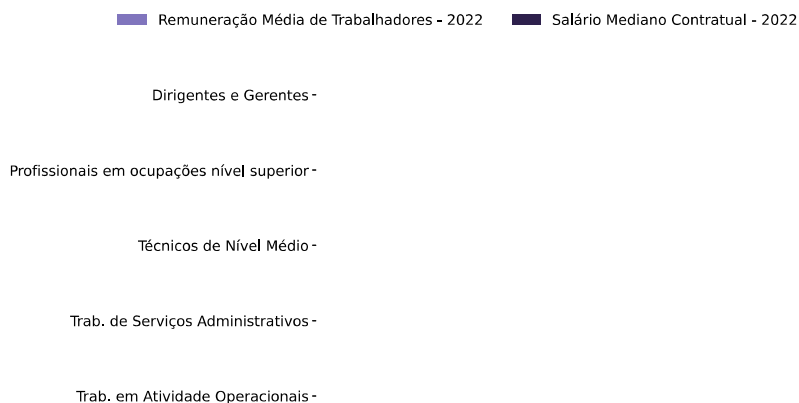 Remuneração Média de Trabalhadores - 2022 Salário Mediano Contratual - 2022
Dirigentes e Gerentes
Profissionais em ocupações nível superior
Técnicos de Nível Médio
Trab. de Serviços Administrativos
Trab. em Atividade Operacionais